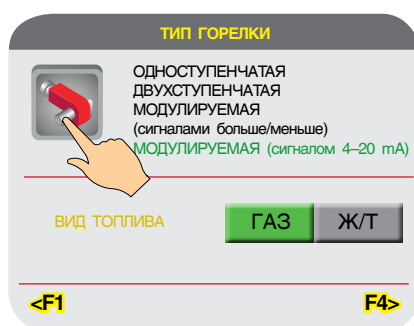 ТИП ГОРЕЛКИ
ОДНОСТУПЕНЧАТАЯ
ДВУХСТУПЕНЧАТАЯ
МОДУЛИРУЕМАЯ
(сигналами больше/меньше)
МОДУЛИРУЕМАЯ (сигналом 4–20 mA)
ВИД ТОПЛИВА
ГАЗ
Ж/Т
<F1
F4>